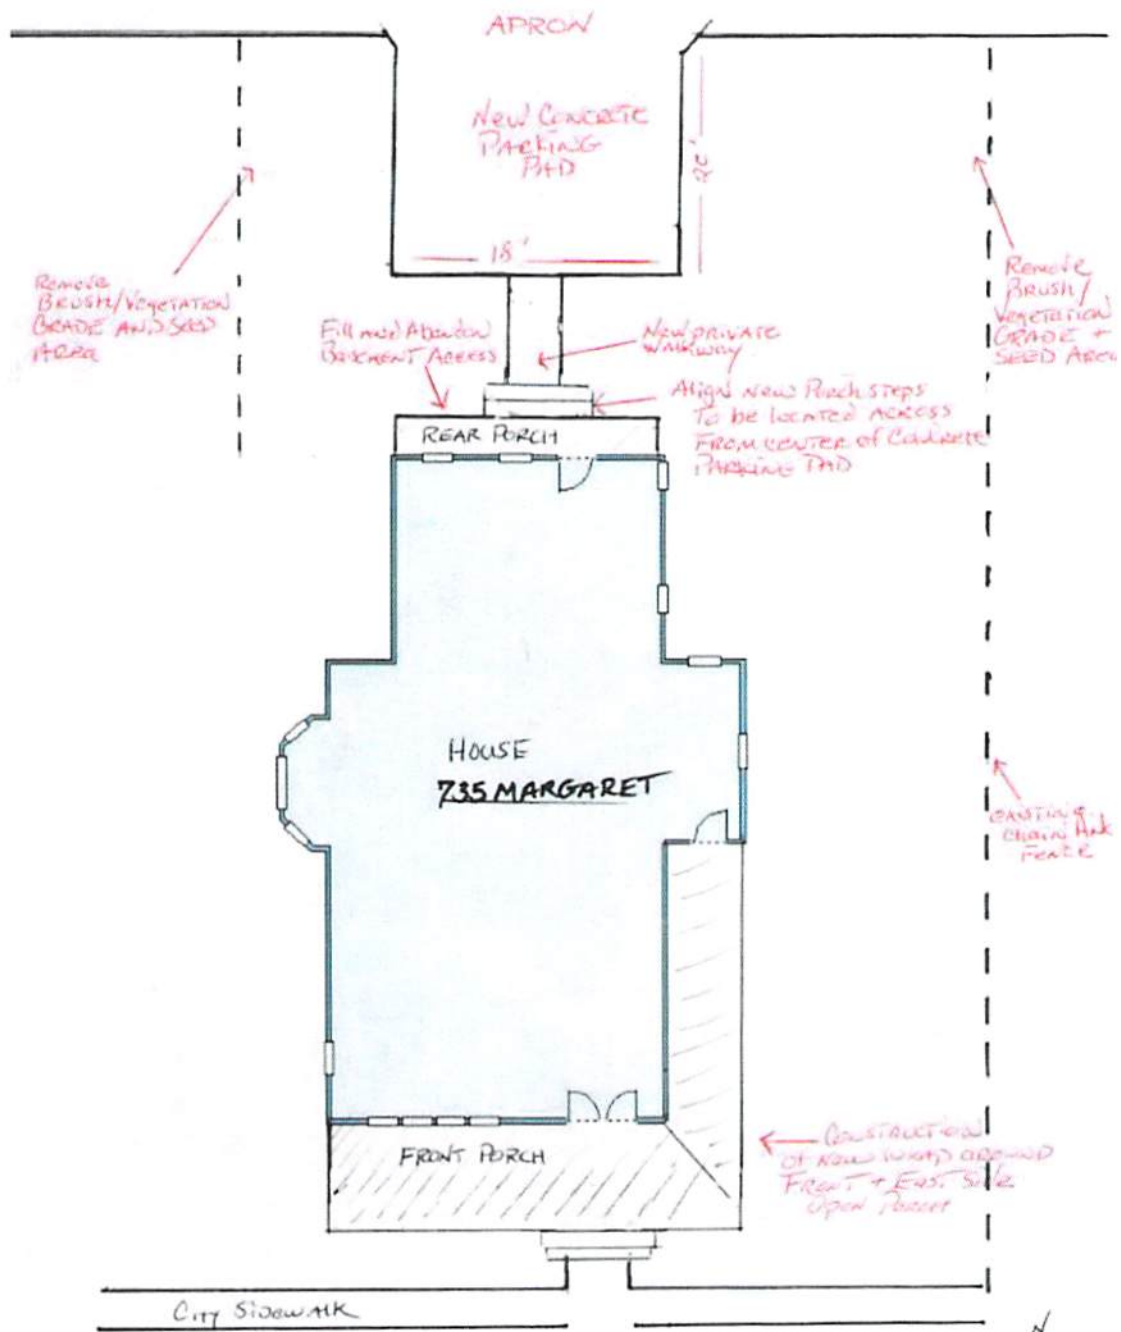 APRON
NEW CONCRETE
PARKING
PAD
20'
18'
REMOVE
BRUSH/VEGETATION
GRADE AND SEED
AREA
REMOVE
BRUSH/
VEGETATION
GRADE +
SEED AREA
FILL AND ABANDON
BASEMENT ACCESS
NEW PRIVATE
WALKWAY
ALIGN NEW PORCH STEPS
TO BE LOCATED ACROSS
FROM CENTER OF CONCRETE
PARKING PAD
REAR PORCH
HOUSE
735 MARGARET
EXISTING
CHAIN LINK
FENCE
FRONT PORCH
CONSTRUCTION
OF NEW WRAP AROUND
FRONT + EAST SIDE
OPEN PORCH
CITY SIDEWALK
N